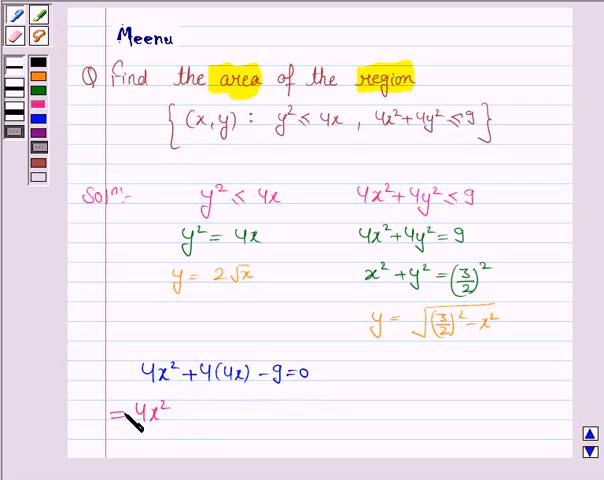 Meenu
Q Find the area of the region
{(x,y) : y² ≤ 4x , 4x²+4y² ≤ 9}
Solⁿ:- y² ≤ 4x 4x²+4y² ≤ 9
y² = 4x 4x²+4y² = 9
y = 2√x x² + y² = (3/2)²
y = √((3/2)² - x²)
4x² + 4(4x) - 9 = 0
= 4x²